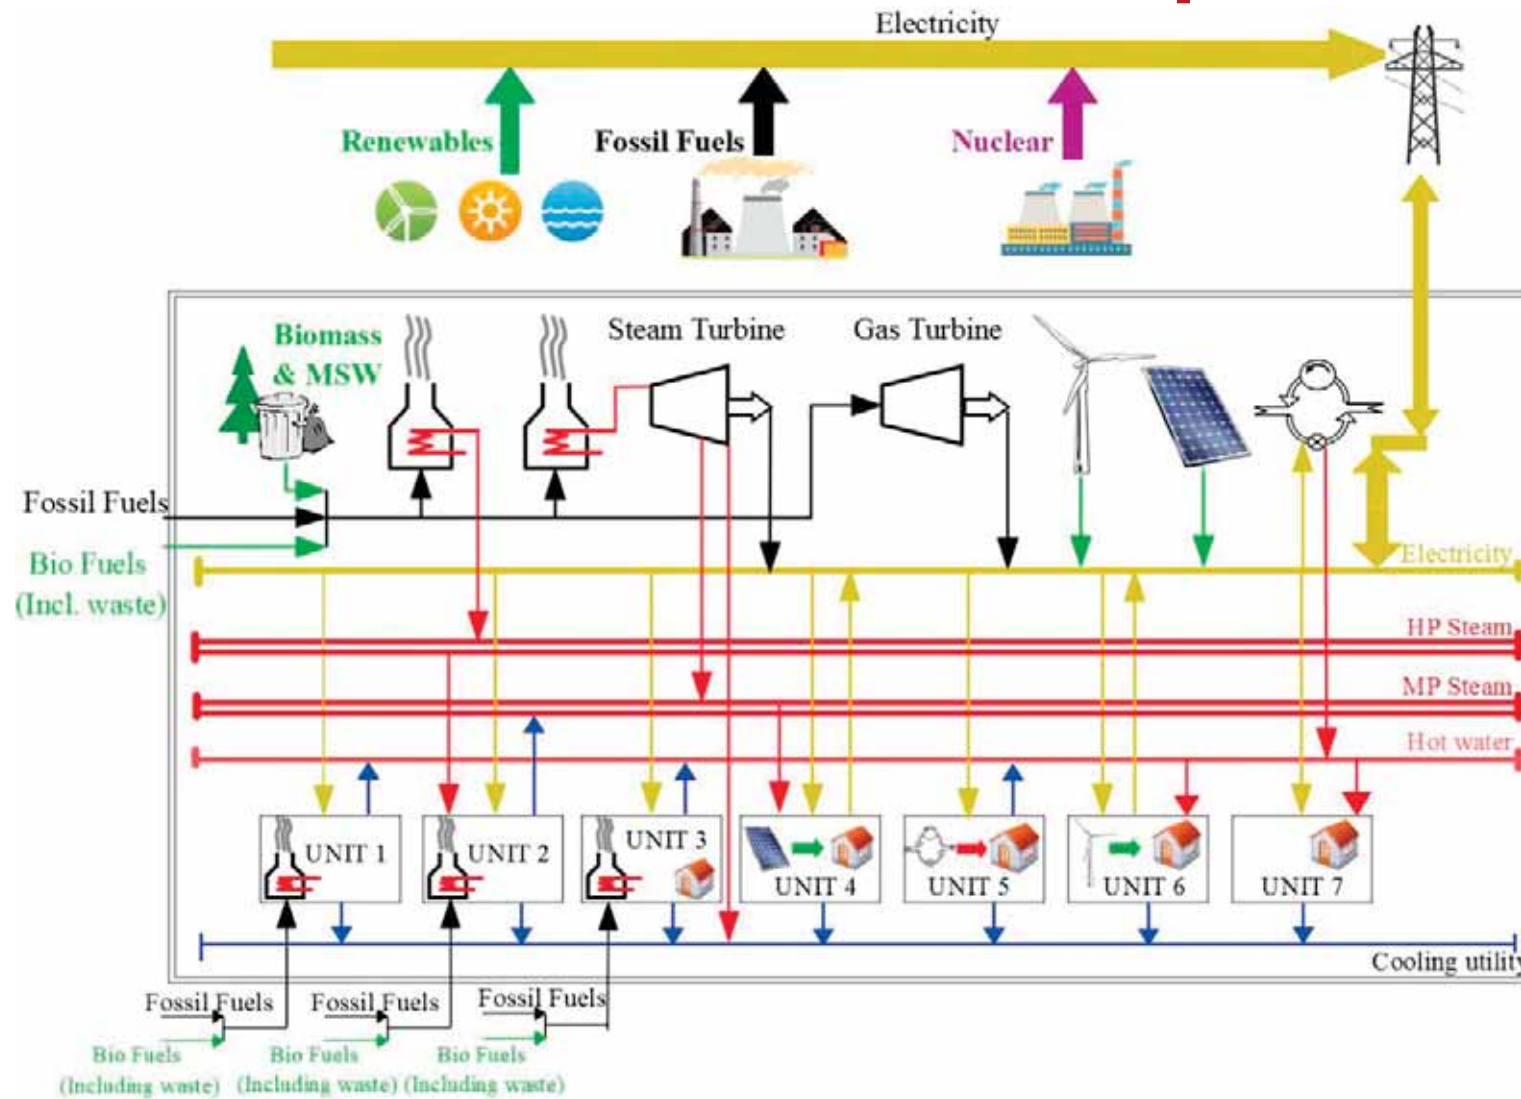 Electricity
Renewables
Fossil Fuels
Nuclear
Biomass
& MSW
Steam Turbine
Gas Turbine
Fossil Fuels
Bio Fuels
(Incl. waste)
Electricity
HP Steam
MP Steam
Hot water
UNIT 1
UNIT 2
UNIT 3
UNIT 4
UNIT 5
UNIT 6
UNIT 7
Cooling utility
Fossil Fuels
Fossil Fuels
Fossil Fuels
Bio Fuels
(Including waste)
Bio Fuels
(Including waste)
Bio Fuels
(Including waste)